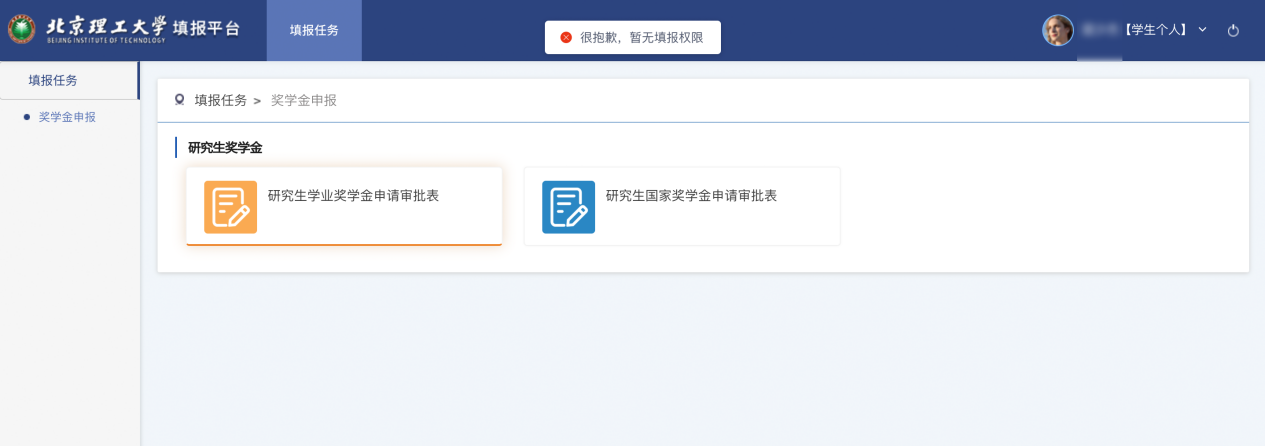 北京理工大学 填报平台
BEIJING INSTITUTE OF TECHNOLOGY
填报任务
很抱歉，暂无填报权限
【学生个人】
填报任务
奖学金申报
填报任务 > 奖学金申报
研究生奖学金
研究生学业奖学金申请审批表
研究生国家奖学金申请审批表